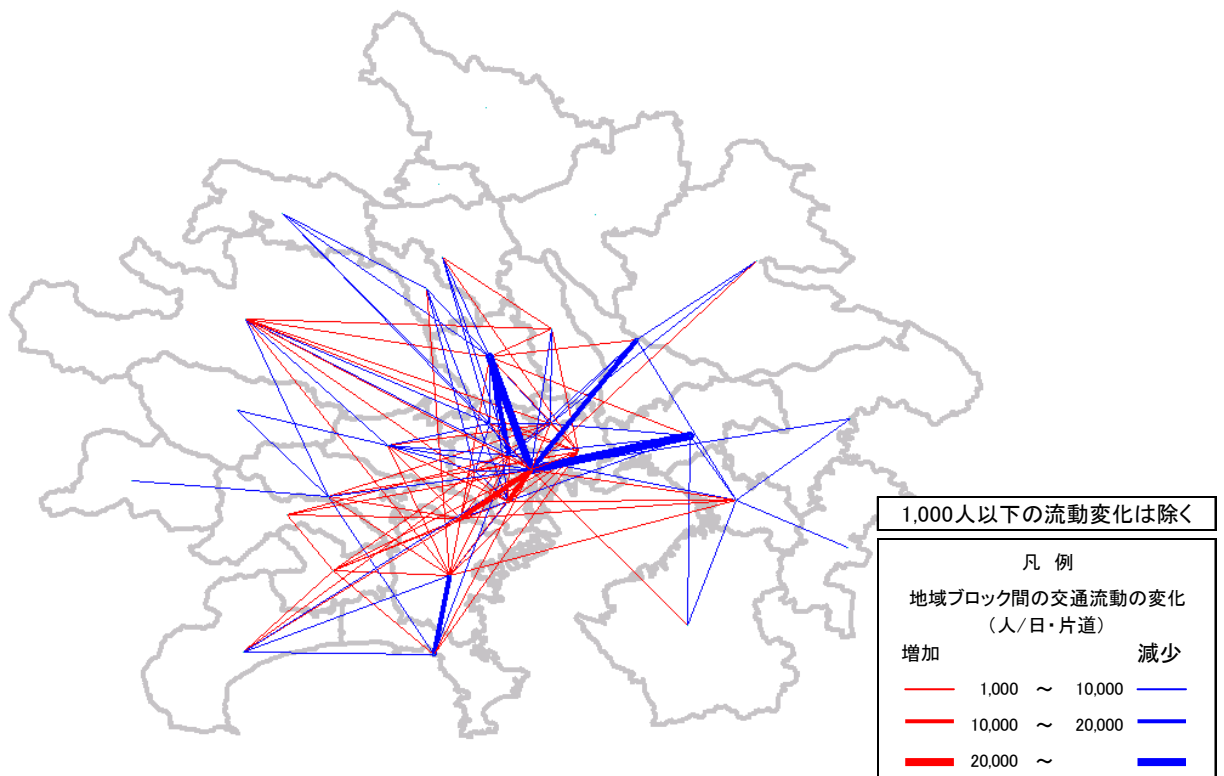 1,000人以下の流動変化は除く
凡 例
地域ブロック間の交通流動の変化
（人/日・片道）
増加 減少
1,000 ～ 10,000
10,000 ～ 20,000
20,000 ～